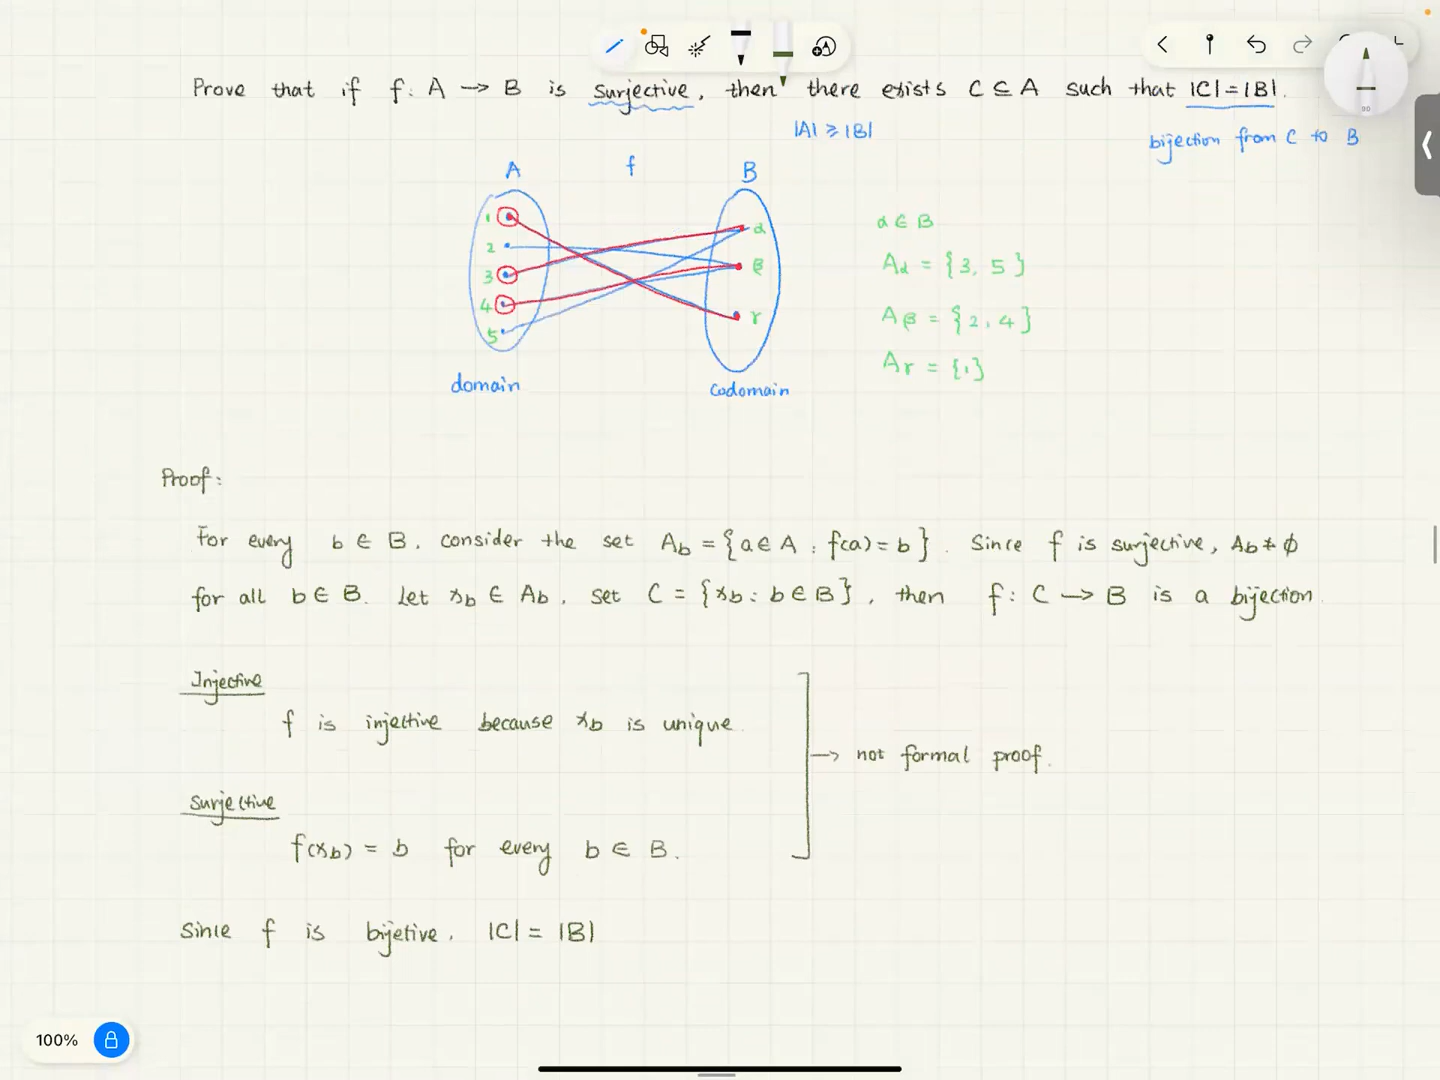 Prove that if f: A → B is surjective, then there exists C ⊆ A such that |C| = |B|.
|A| ≥ |B|
bijection from C to B
A f B
1
2
3
4
5
α
β
r
domain
codomain
α ∈ B
Aα = {3, 5}
Aβ = {2, 4}
Ar = {1}
Proof:
For every b ∈ B, consider the set Ab = {a ∈ A : f(a) = b}. Since f is surjective, Ab ≠ ∅
for all b ∈ B. Let xb ∈ Ab, set C = {xb : b ∈ B}, then f: C → B is a bijection.
Injective
f is injective because xb is unique.
→ not formal proof.
Surjective
f(xb) = b for every b ∈ B.
Since f is bijetive, |C| = |B|
100%